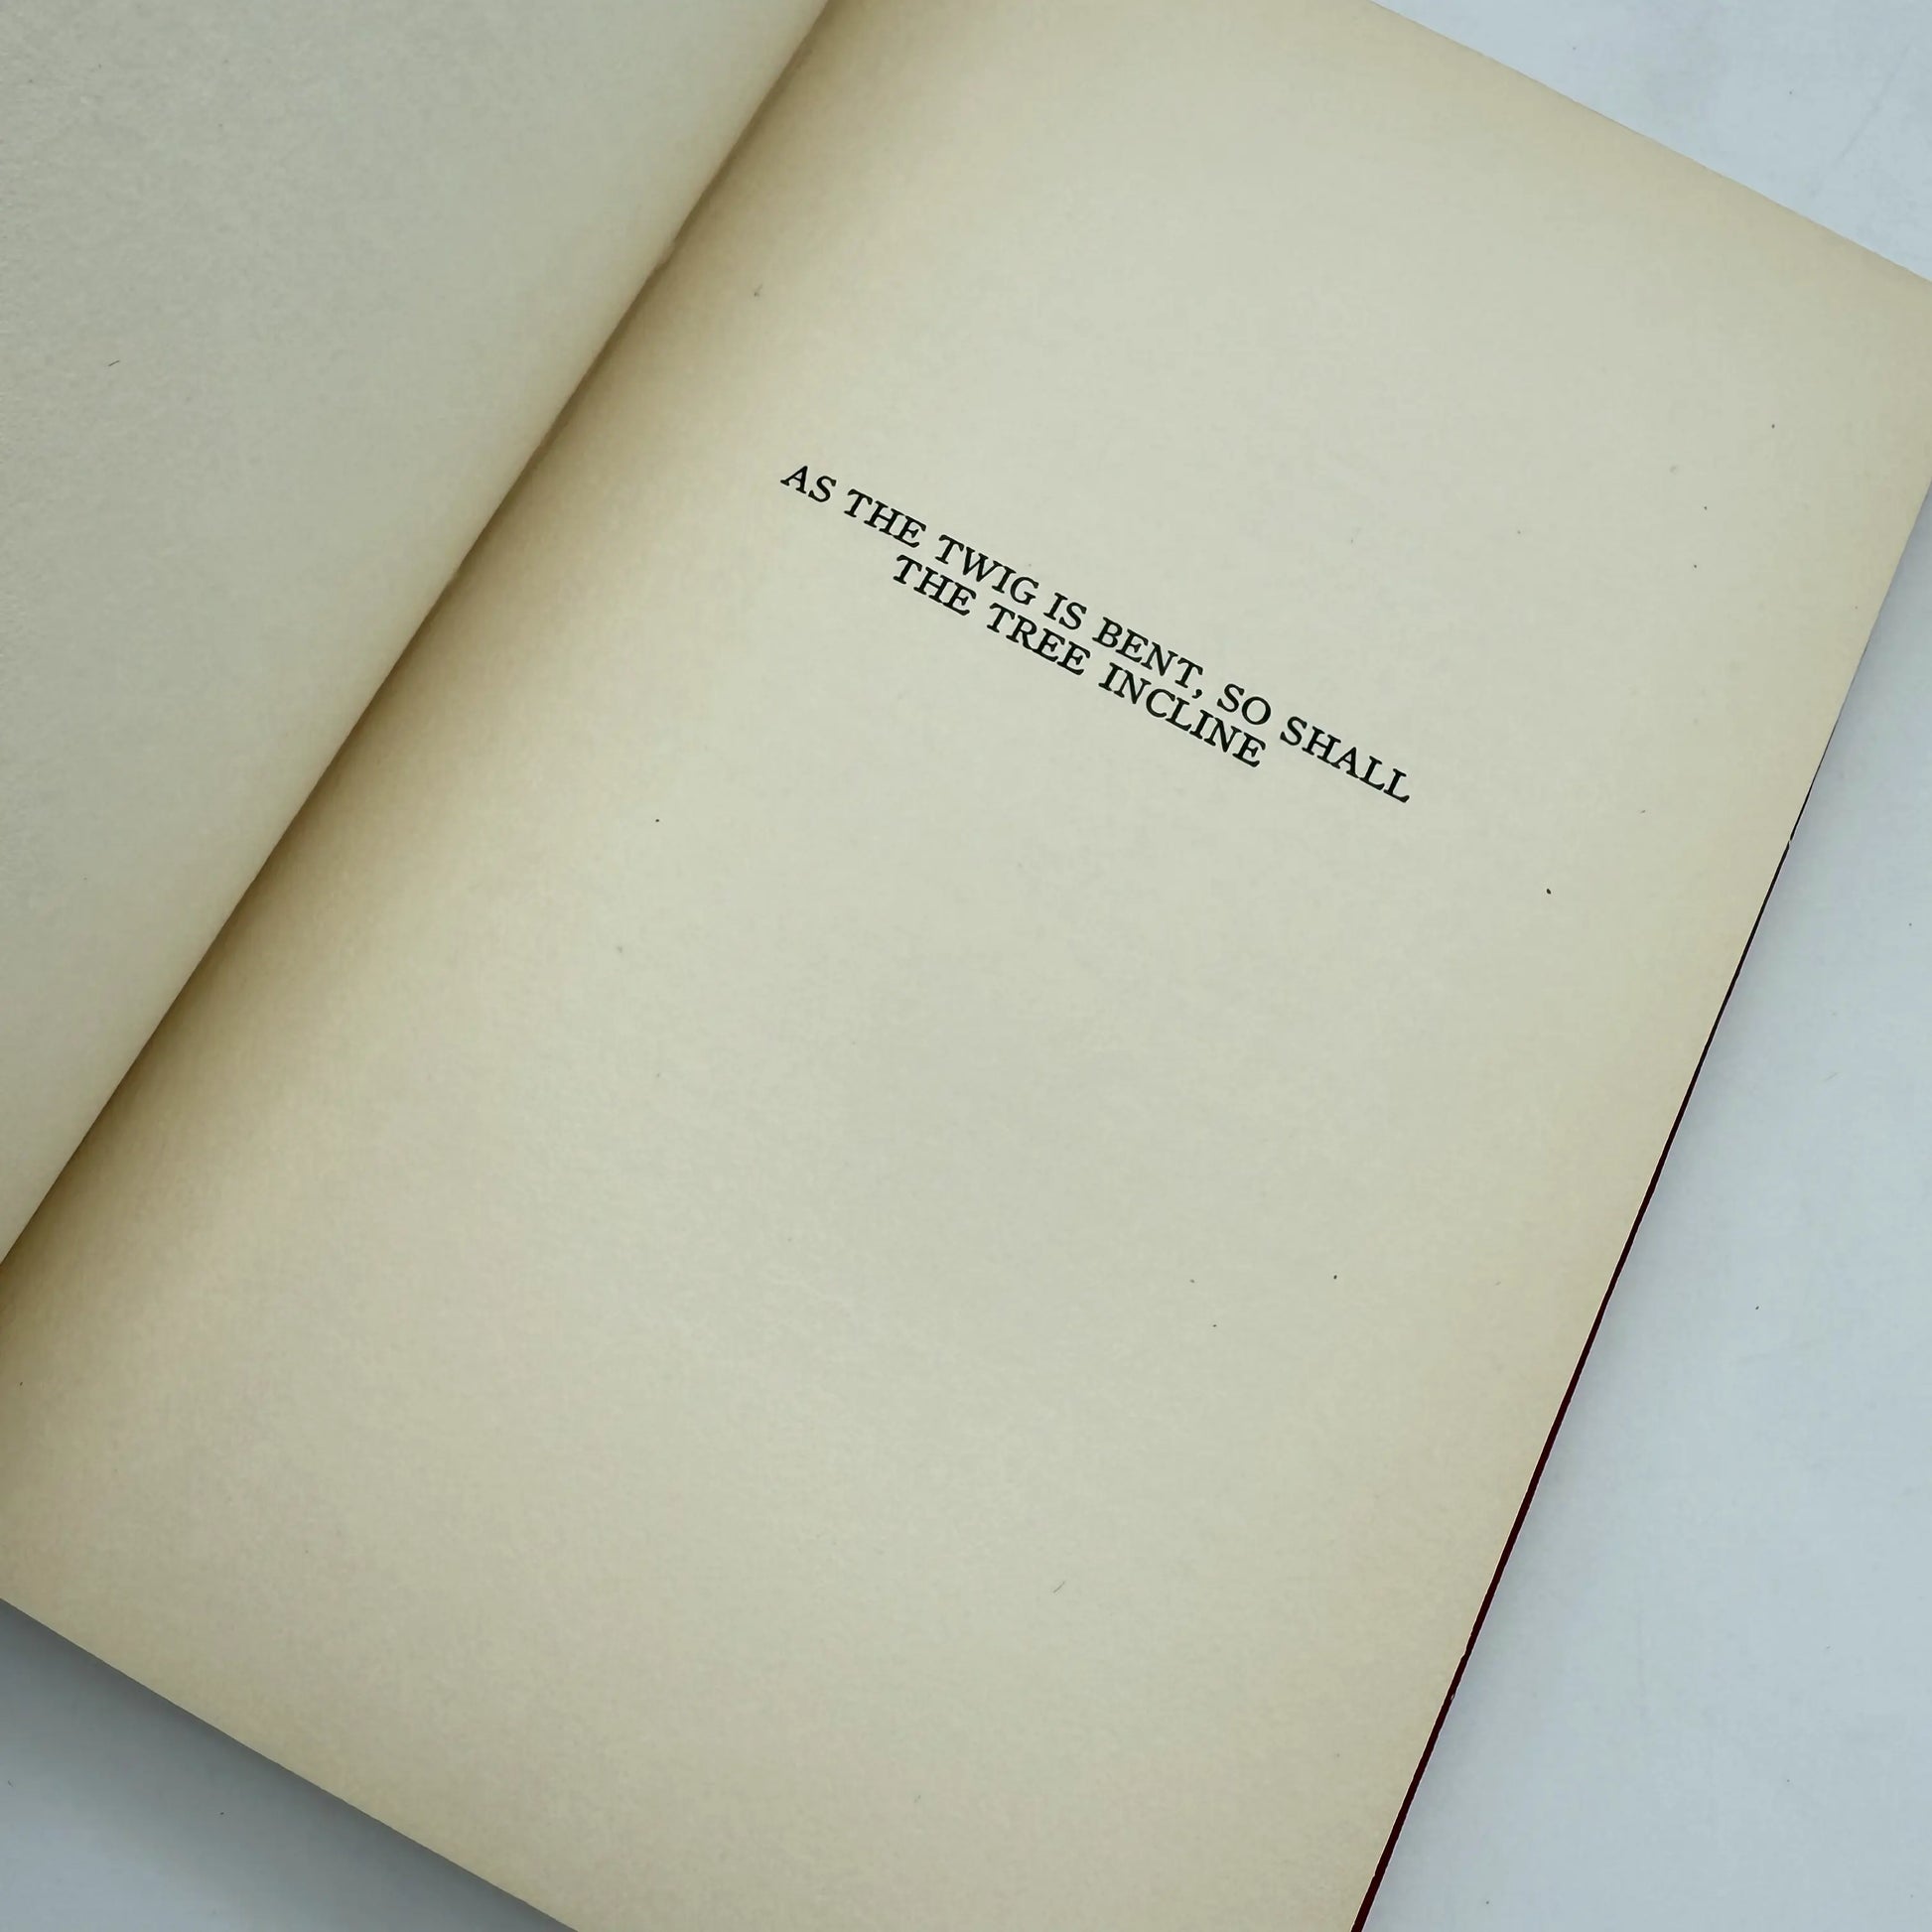 AS THE TWIG IS BENT, SO SHALL
THE TREE INCLINE